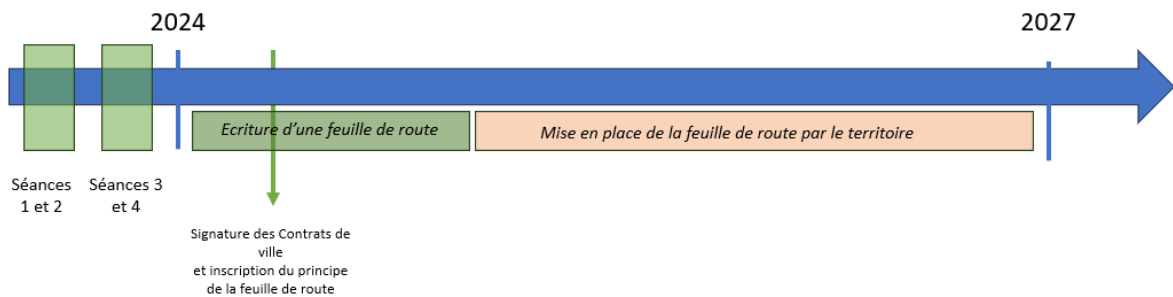 2024
2027
Ecriture d'une feuille de route
Mise en place de la feuille de route par le territoire
Séances
1 et 2
Séances 3
et 4
Signature des Contrats de
ville
et inscription du principe
de la feuille de route